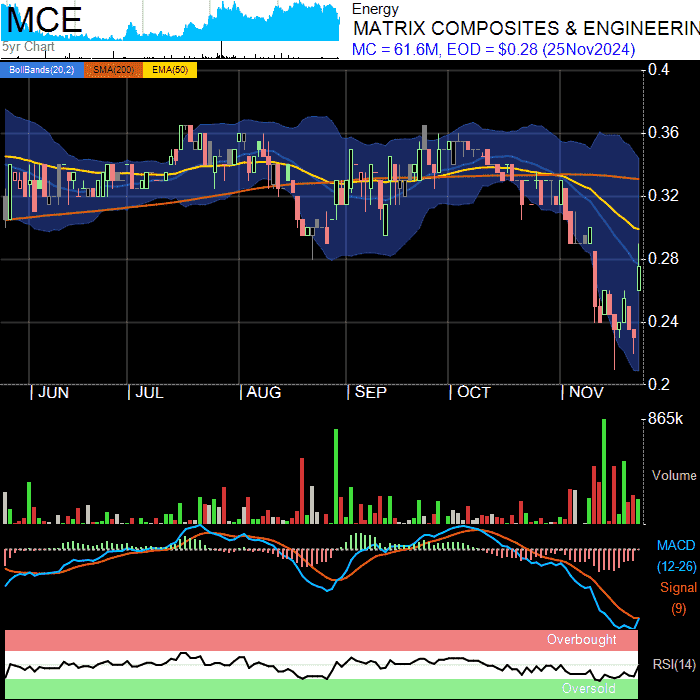 MCE
5yr Chart
Energy
MATRIX COMPOSITES & ENGINEERIN
MC = 61.6M, EOD = $0.28 (25Nov2024)
BollBands(20,2) SMA(200) EMA(50)
0.4
0.36
0.32
0.28
0.24
0.2
JUN JUL AUG SEP OCT NOV
865k
Volume
MACD
(12-26)
Signal
(9)
Overbought
RSI(14)
Oversold